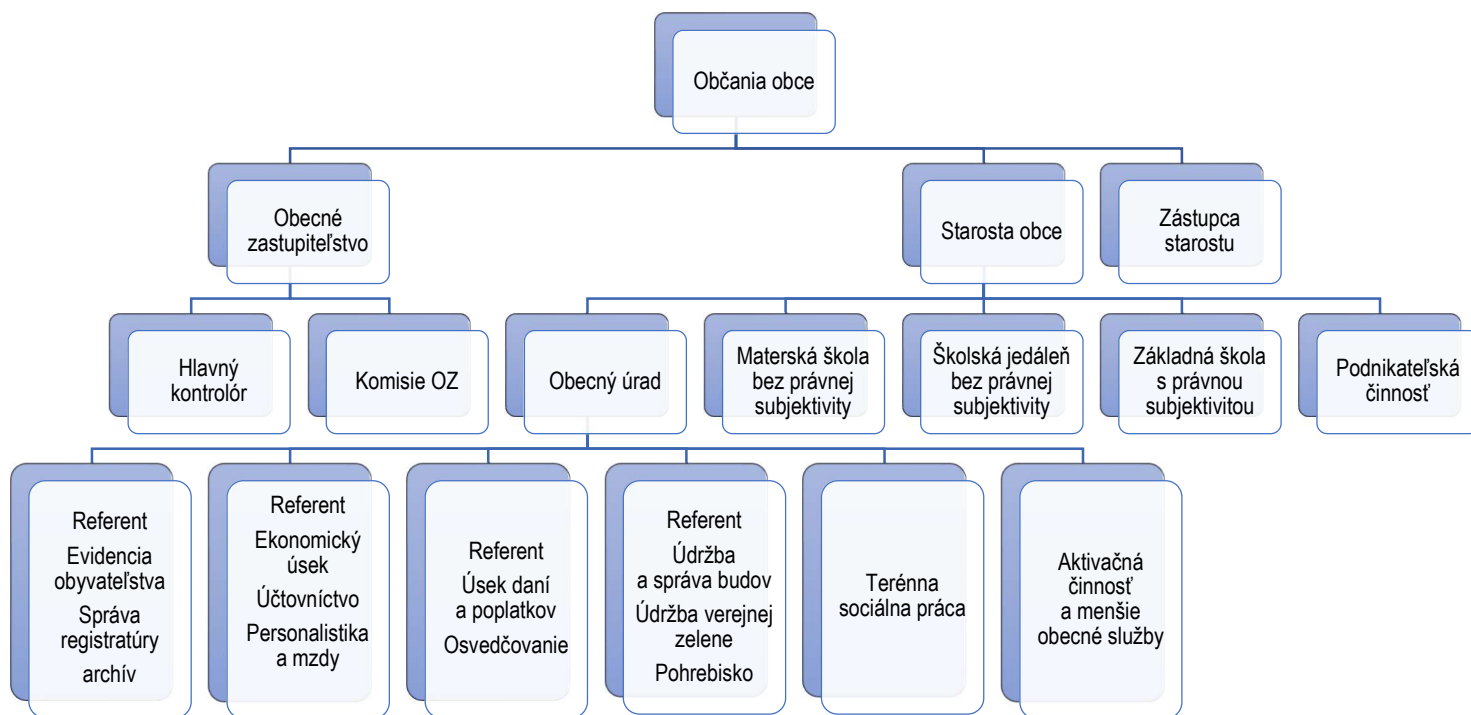 Občania obce
Obecné
zastupiteľstvo
Starosta obce
Zástupca
starostu
Hlavný
kontrolór
Komisie OZ
Obecný úrad
Materská škola
bez právnej
subjektivity
Školská jedáleň
bez právnej
subjektivity
Základná škola
s právnou
subjektivitou
Podnikateľská
činnosť
Referent
Evidencia
obyvateľstva
Správa
registratúry
archív
Referent
Ekonomický
úsek
Účtovníctvo
Personalistika
a mzdy
Referent
Úsek daní
a poplatkov
Osvedčovanie
Referent
Údržba
a správa budov
Údržba verejnej
zelene
Pohrebisko
Terénna
sociálna práca
Aktivačná
činnosť
a menšie
obecné služby